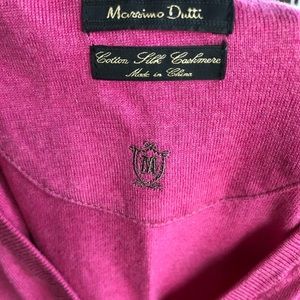 Massimo Dutti
Cotton Silk Cashmere
Made in China
M